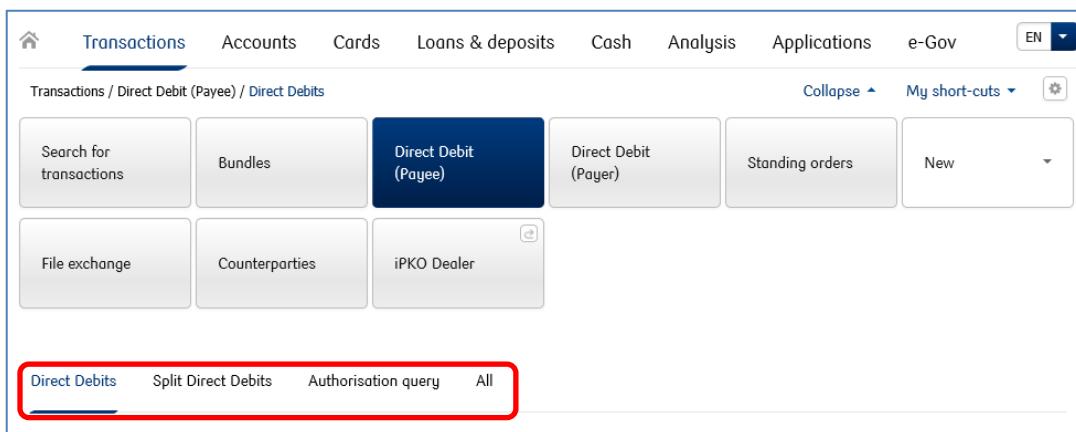 Transactions Accounts Cards Loans & deposits Cash Analysis Applications e-Gov EN
Transactions / Direct Debit (Payee) / Direct Debits Collapse My short-cuts
Search for
transactions
Bundles
Direct Debit
(Payee)
Direct Debit
(Payer)
Standing orders
New
File exchange
Counterparties
iPKO Dealer
Direct Debits Split Direct Debits Authorisation query All